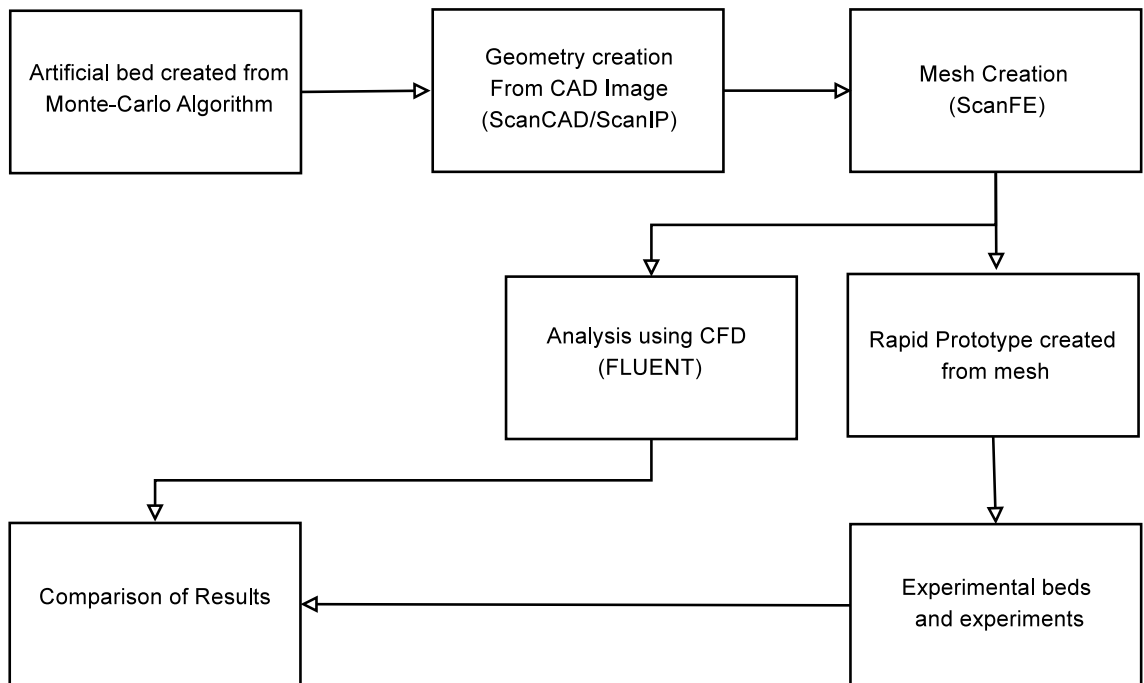 Artificial bed created from
Monte-Carlo Algorithm
Geometry creation
From CAD Image
(ScanCAD/ScanIP)
Mesh Creation
(ScanFE)
Analysis using CFD
(FLUENT)
Rapid Prototype created
from mesh
Comparison of Results
Experimental beds
and experiments